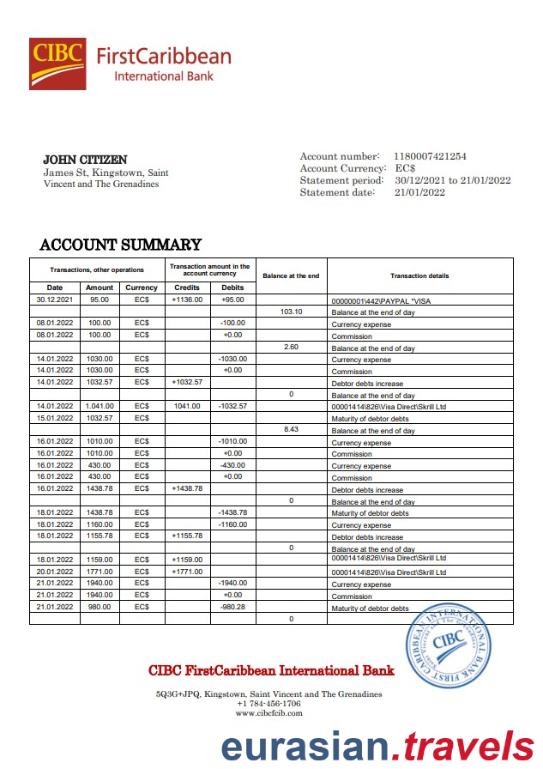 CIBC FirstCaribbean
International Bank
JOHN CITIZEN
James St, Kingstown, Saint
Vincent and The Grenadines
Account number: 1180007421254
Account Currency: EC$
Statement period: 30/12/2021 to 21/01/2022
Statement date: 21/01/2022
ACCOUNT SUMMARY
Transactions, other operations Transaction amount in the account currency Balance at the end Transaction details
Date Amount Currency Credits Debits
30.12.2021 95.00 EC$ +1136.00 +95.00 00000001\442\PAYPAL *VISA
103.10 Balance at the end of day
08.01.2022 100.00 EC$ -100.00 Currency expense
08.01.2022 100.00 EC$ +0.00 Commission
2.60 Balance at the end of day
14.01.2022 1030.00 EC$ -1030.00 Currency expense
14.01.2022 1030.00 EC$ +0.00 Commission
14.01.2022 1032.57 EC$ +1032.57 Debtor debts increase
0 Balance at the end of day
14.01.2022 1.041.00 EC$ 1041.00 -1032.57 00001414\826\Visa Direct\Skrill Ltd
15.01.2022 1032.57 EC$ Maturity of debtor debts
8.43 Balance at the end of day
16.01.2022 1010.00 EC$ -1010.00 Currency expense
16.01.2022 1010.00 EC$ +0.00 Commission
16.01.2022 430.00 EC$ -430.00 Currency expense
16.01.2022 430.00 EC$ +0.00 Commission
16.01.2022 1438.78 EC$ +1438.78 Debtor debts increase
0 Balance at the end of day
18.01.2022 1438.78 EC$ -1438.78 Maturity of debtor debts
18.01.2022 1160.00 EC$ -1160.00 Currency expense
18.01.2022 1155.78 EC$ +1155.78 Debtor debts increase
0 Balance at the end of day
18.01.2022 1159.00 EC$ +1159.00 00001414\826\Visa Direct\Skrill Ltd
20.01.2022 1771.00 EC$ +1771.00 00001414\826\Visa Direct\Skrill Ltd
21.01.2022 1940.00 EC$ -1940.00 Currency expense
21.01.2022 1940.00 EC$ +0.00 Commission
21.01.2022 980.00 EC$ -980.28 Maturity of debtor debts
0
CIBC
CIBC FirstCaribbean International Bank
5Q3G+JPQ, Kingstown, Saint Vincent and The Grenadines
+1 784-456-1706
www.cibcfcib.com
eurasian.travels